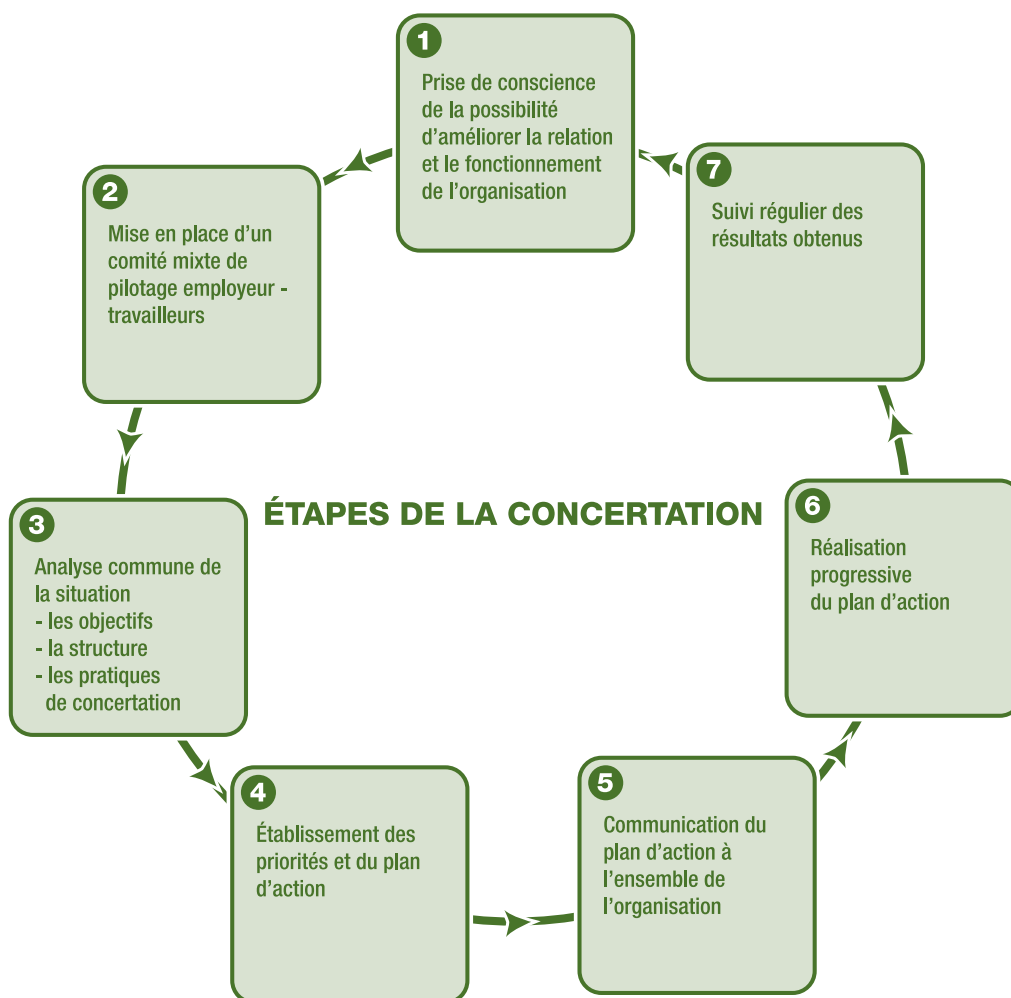 1
Prise de conscience
de la possibilité
d’améliorer la relation
et le fonctionnement
de l’organisation
2
Mise en place d’un
comité mixte de
pilotage employeur -
travailleurs
3
Analyse commune de
la situation
- les objectifs
- la structure
- les pratiques
de concertation
4
Établissement des
priorités et du plan
d’action
5
Communication du
plan d’action à
l’ensemble de
l’organisation
6
Réalisation
progressive
du plan d’action
7
Suivi régulier des
résultats obtenus
ÉTAPES DE LA CONCERTATION